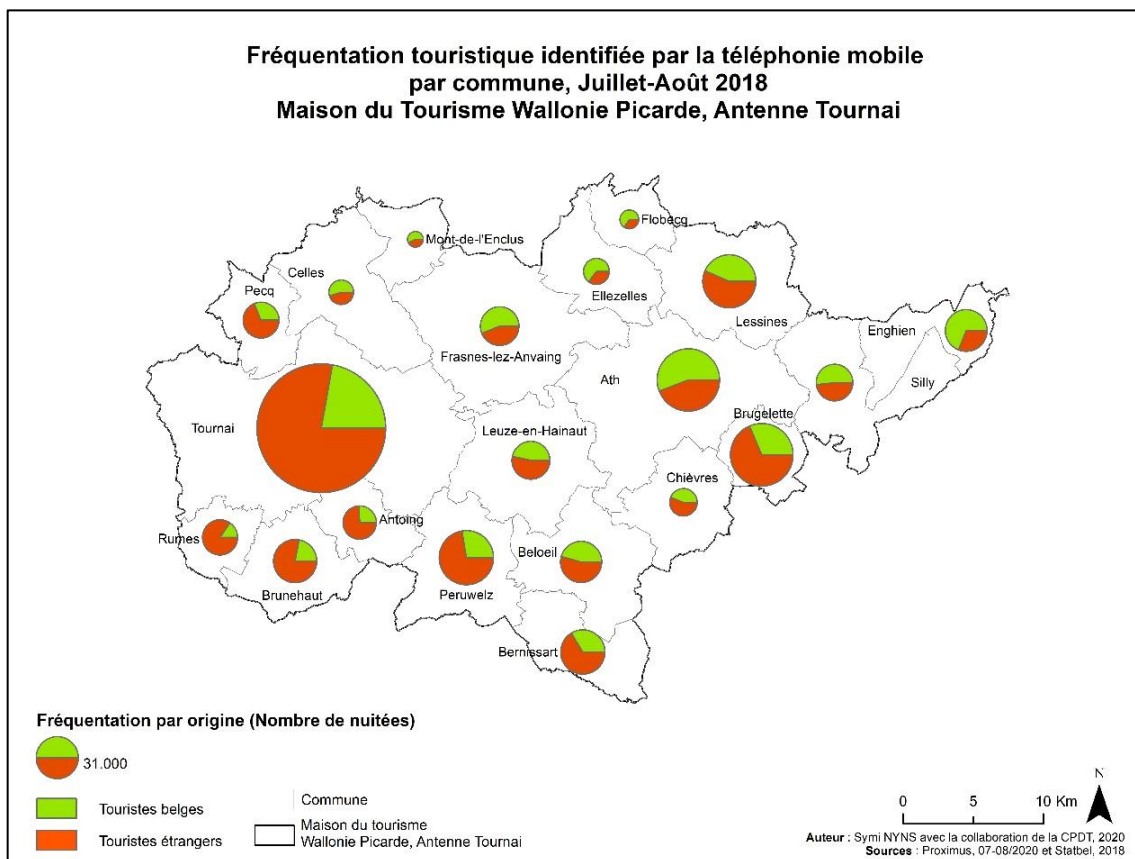 Fréquentation touristique identifiée par la téléphonie mobile
par commune, Juillet-Août 2018
Maison du Tourisme Wallonie Picarde, Antenne Tournai
Flobecq
Mont-de-l'Enclus
Celles
Pecq
Ellezelles
Lessines
Enghien
Frasnes-lez-Anvaing
Ath
Silly
Brugelette
Tournai
Leuze-en-Hainaut
Chièvres
Antoing
Rumes
Beloeil
Brunehaut
Peruwelz
Bernissart
Fréquentation par origine (Nombre de nuitées)
31.000
Touristes belges
Touristes étrangers
Commune
Maison du tourisme
Wallonie Picarde, Antenne Tournai
N
0 5 10 Km
Auteur : Symi NYNS avec la collaboration de la CPDT, 2020
Sources : Proximus, 07-08/2020 et Statbel, 2018